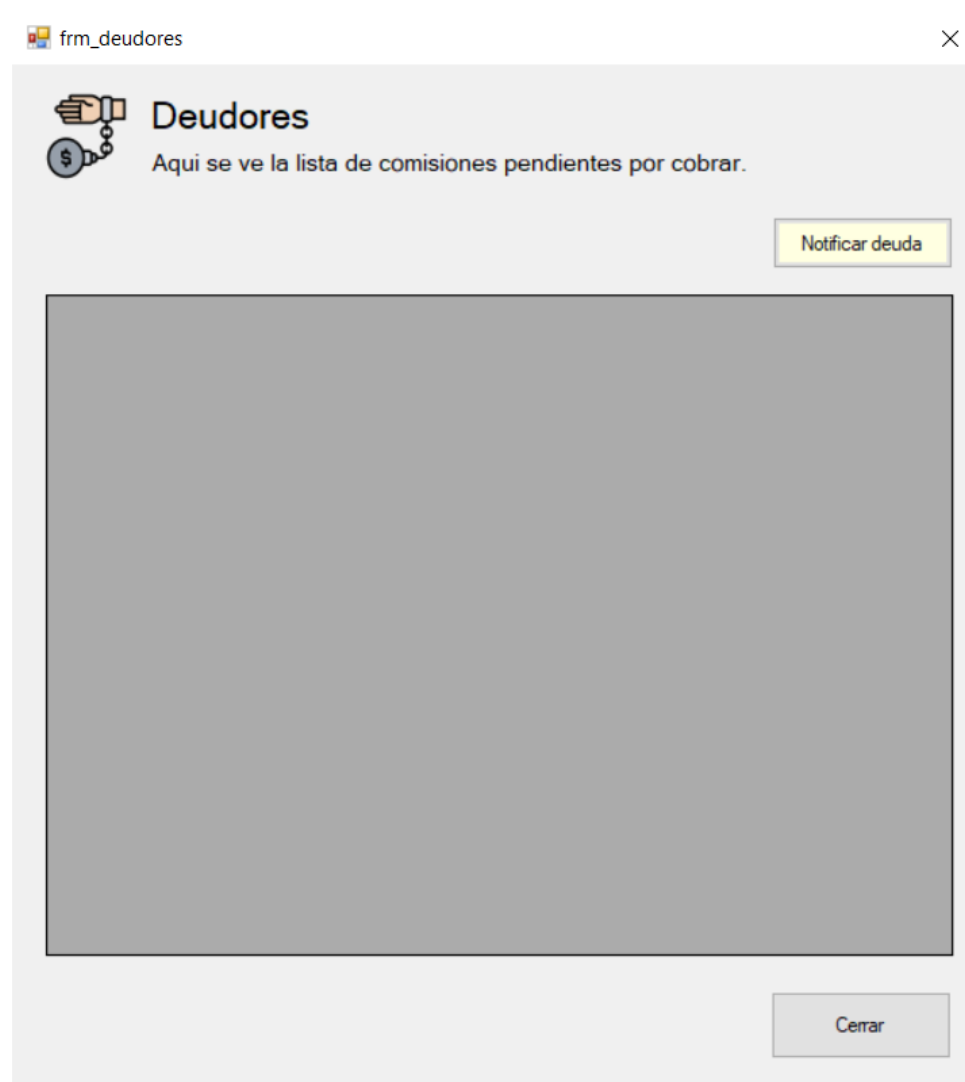 frm_deudores
Deudores
Aqui se ve la lista de comisiones pendientes por cobrar.
$
Notificar deuda
Cerrar